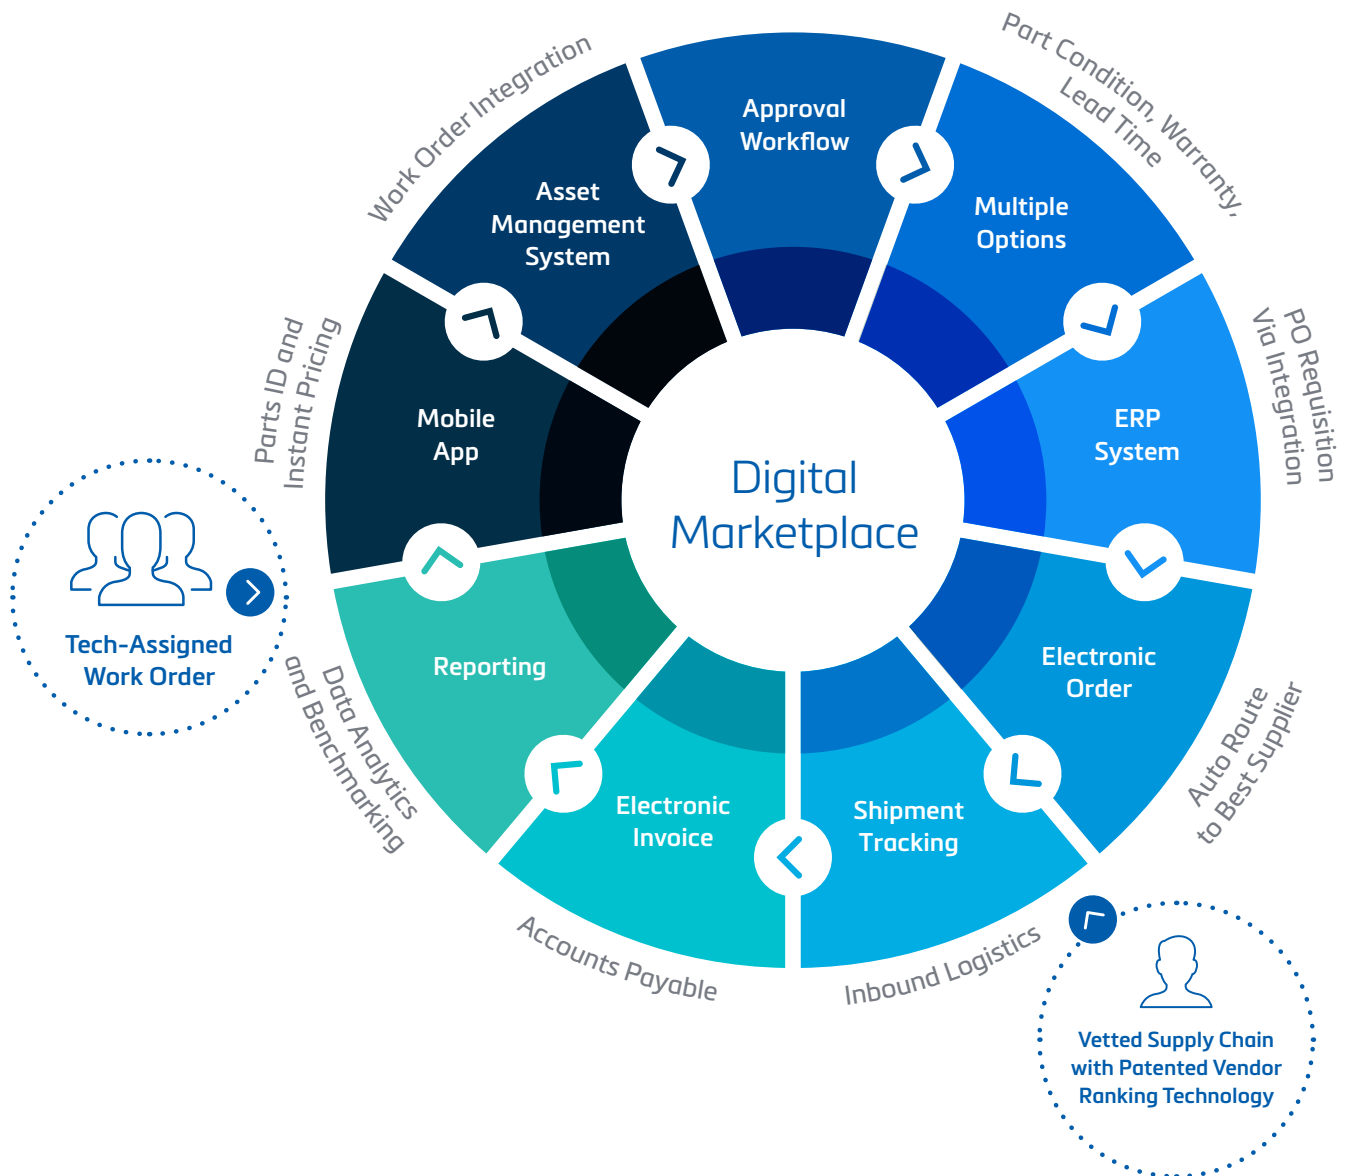 Digital
Marketplace
Approval
Workflow
Part Condition, Warranty,
Lead Time
Multiple
Options
PO Requisition
Via Integration
ERP
System
Auto Route
to Best Supplier
Electronic
Order
Inbound Logistics
Shipment
Tracking
Accounts Payable
Electronic
Invoice
Data Analytics
and Benchmarking
Reporting
Parts ID and
Instant Pricing
Mobile
App
Work Order Integration
Asset
Management
System
Tech-Assigned
Work Order
Vetted Supply Chain
with Patented Vendor
Ranking Technology